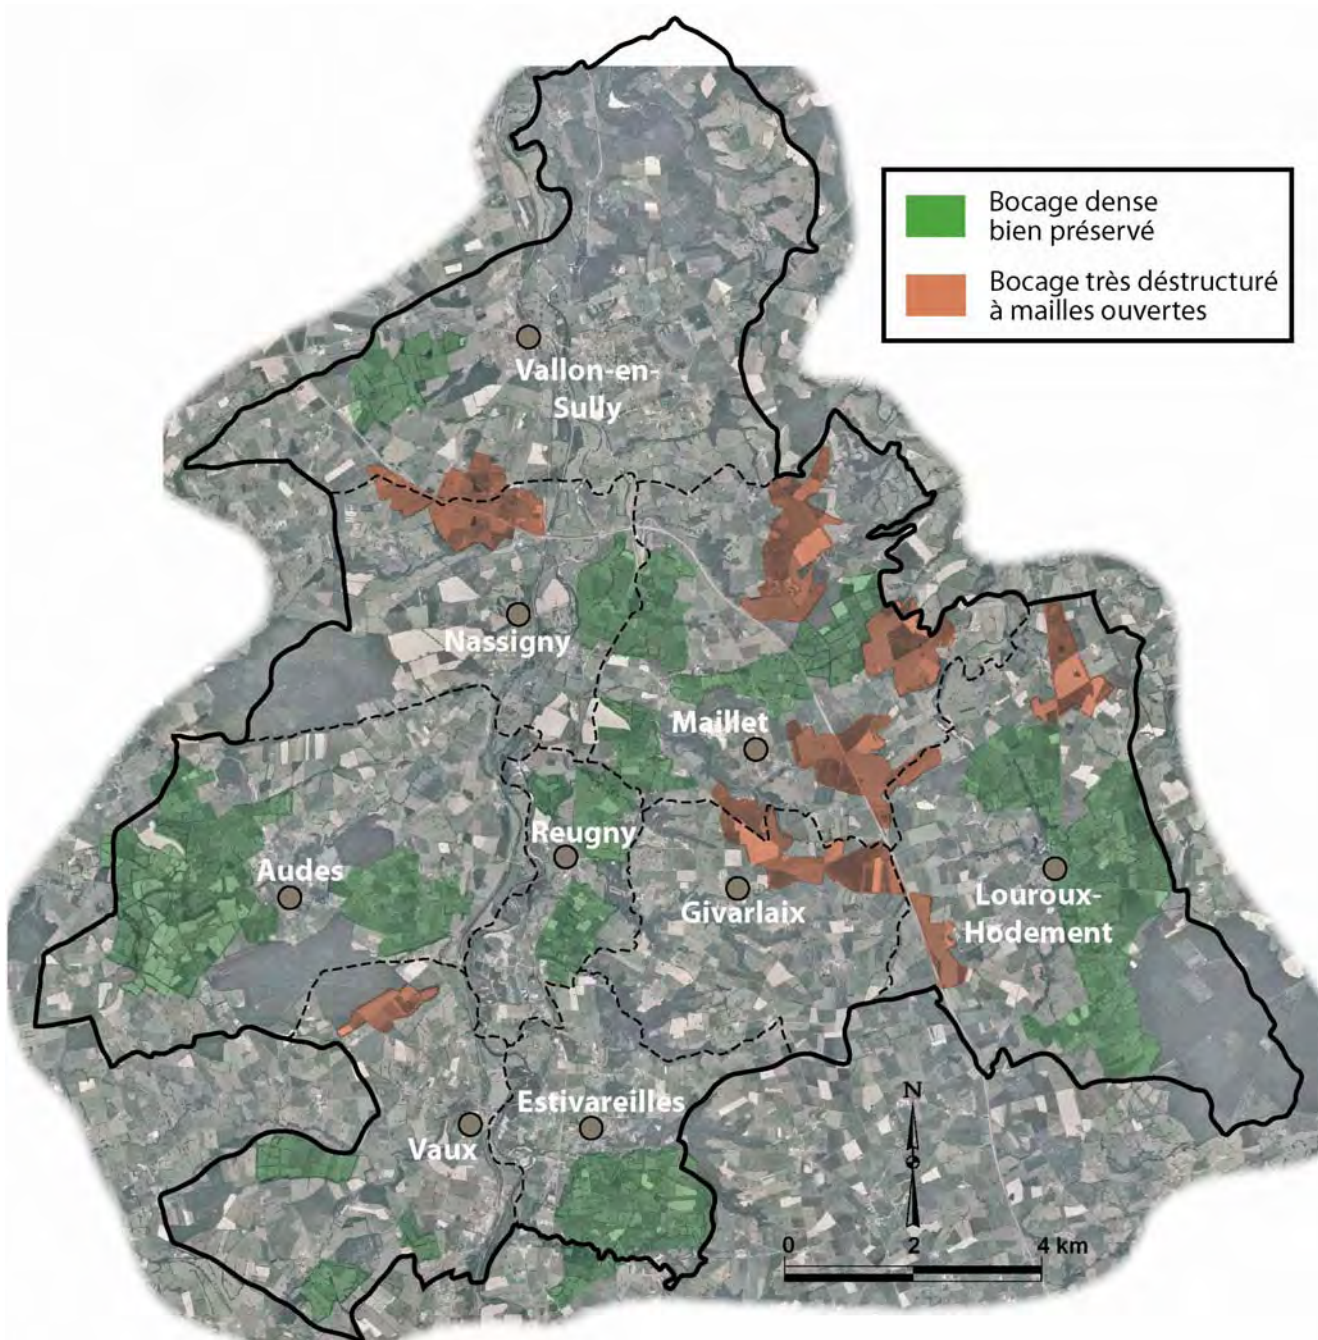 Bocage dense
bien préservé
Bocage très déstructuré
à mailles ouvertes
Vallon-en-
Sully
Nassigny
Maillet
Reugny
Audes
Givarlaix
Louroux-
Hodement
Estivareilles
Vaux
N
0 2 4 km